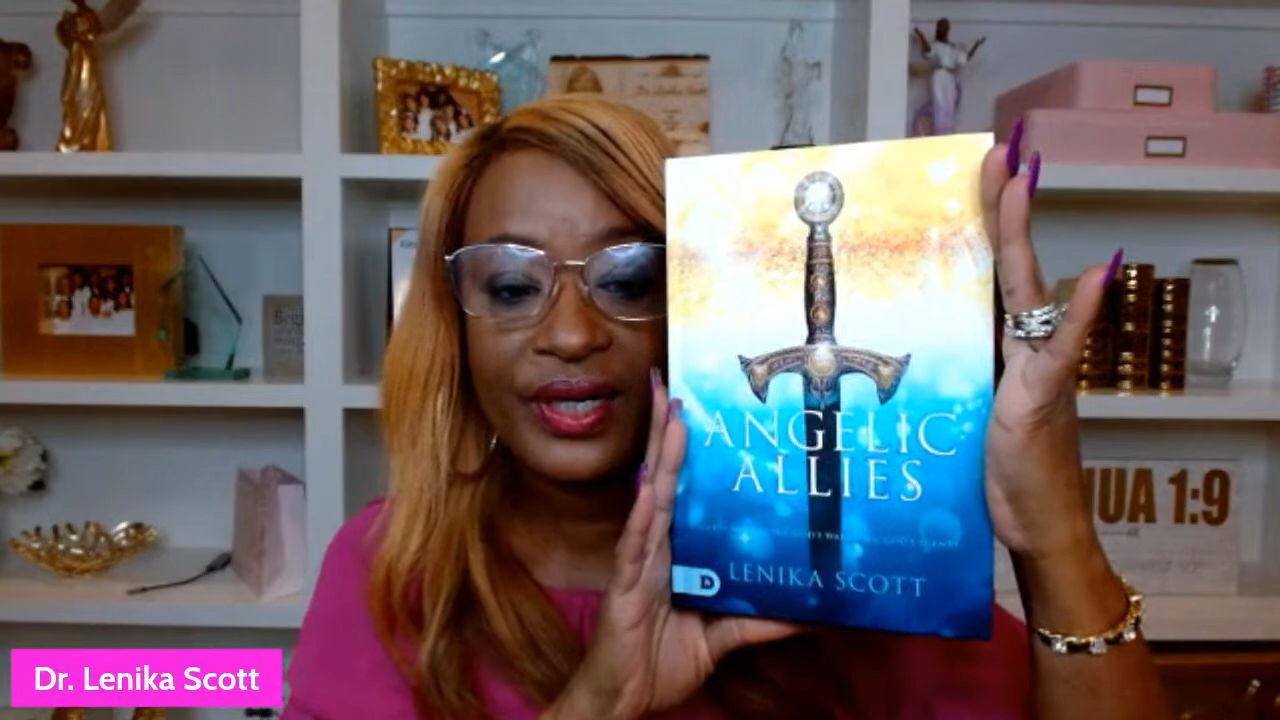 ANGELIC
ALLIES
LENIKA SCOTT
D
UA 1:9
Dr. Lenika Scott